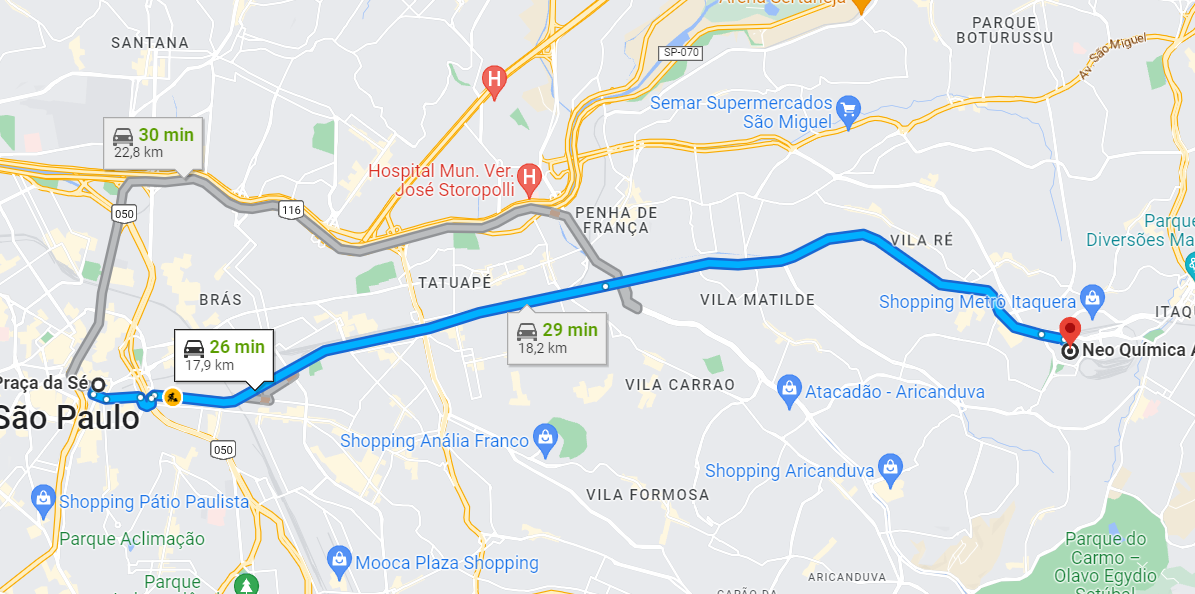 Arena Sertaneja
PARQUE
BOTURUSSU
SANTANA
Av. São Miguel
SP-070
H
Semar Supermercados
São Miguel
30 min
22,8 km
Hospital Mun. Ver.
José Storopolli
H
050
116
PENHA DE
FRANÇA
Parque
VILA RÉ
Diversões Ma
TATUAPÉ
BRÁS
VILA MATILDE
Shopping Metrô Itaquera
ITAQ
29 min
18,2 km
26 min
17,9 km
Neo Química A
Praça da Sé
São Paulo
VILA CARRAO
Atacadão - Aricanduva
Shopping Anália Franco
050
Shopping Aricanduva
VILA FORMOSA
Shopping Pátio Paulista
Parque Aclimação
Parque do
Carmo –
Olavo Egydio
Setúbal
Mooca Plaza Shopping
Parque
ARICANDUVA